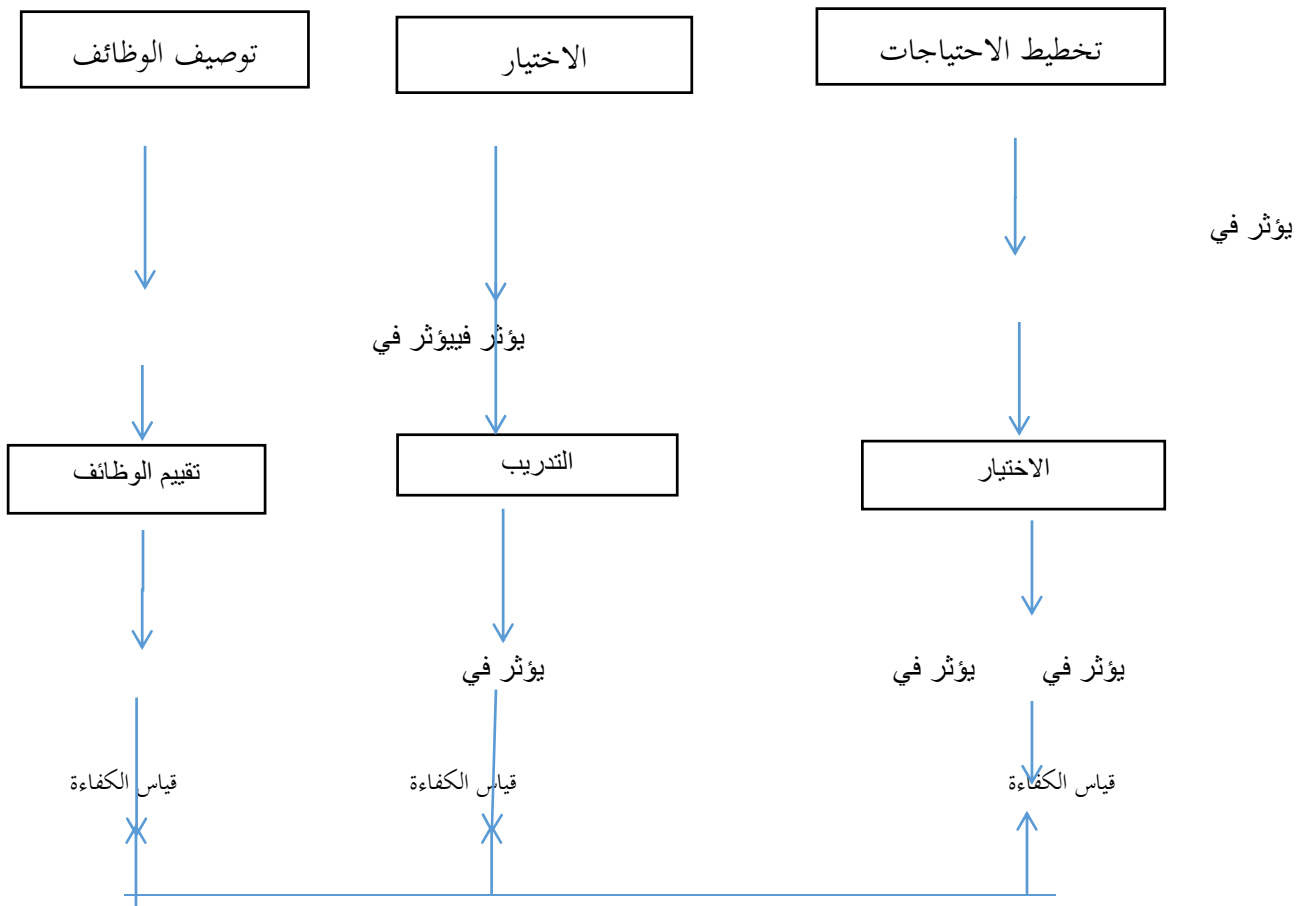 تخطيط الاحتياجات
الاختيار
توصيف الوظائف
يؤثر في
يؤثر فييؤثر في
الاختيار
التدريب
تقييم الوظائف
يؤثر في
يؤثر في
يؤثر في
قياس الكفاءة
قياس الكفاءة
قياس الكفاءة